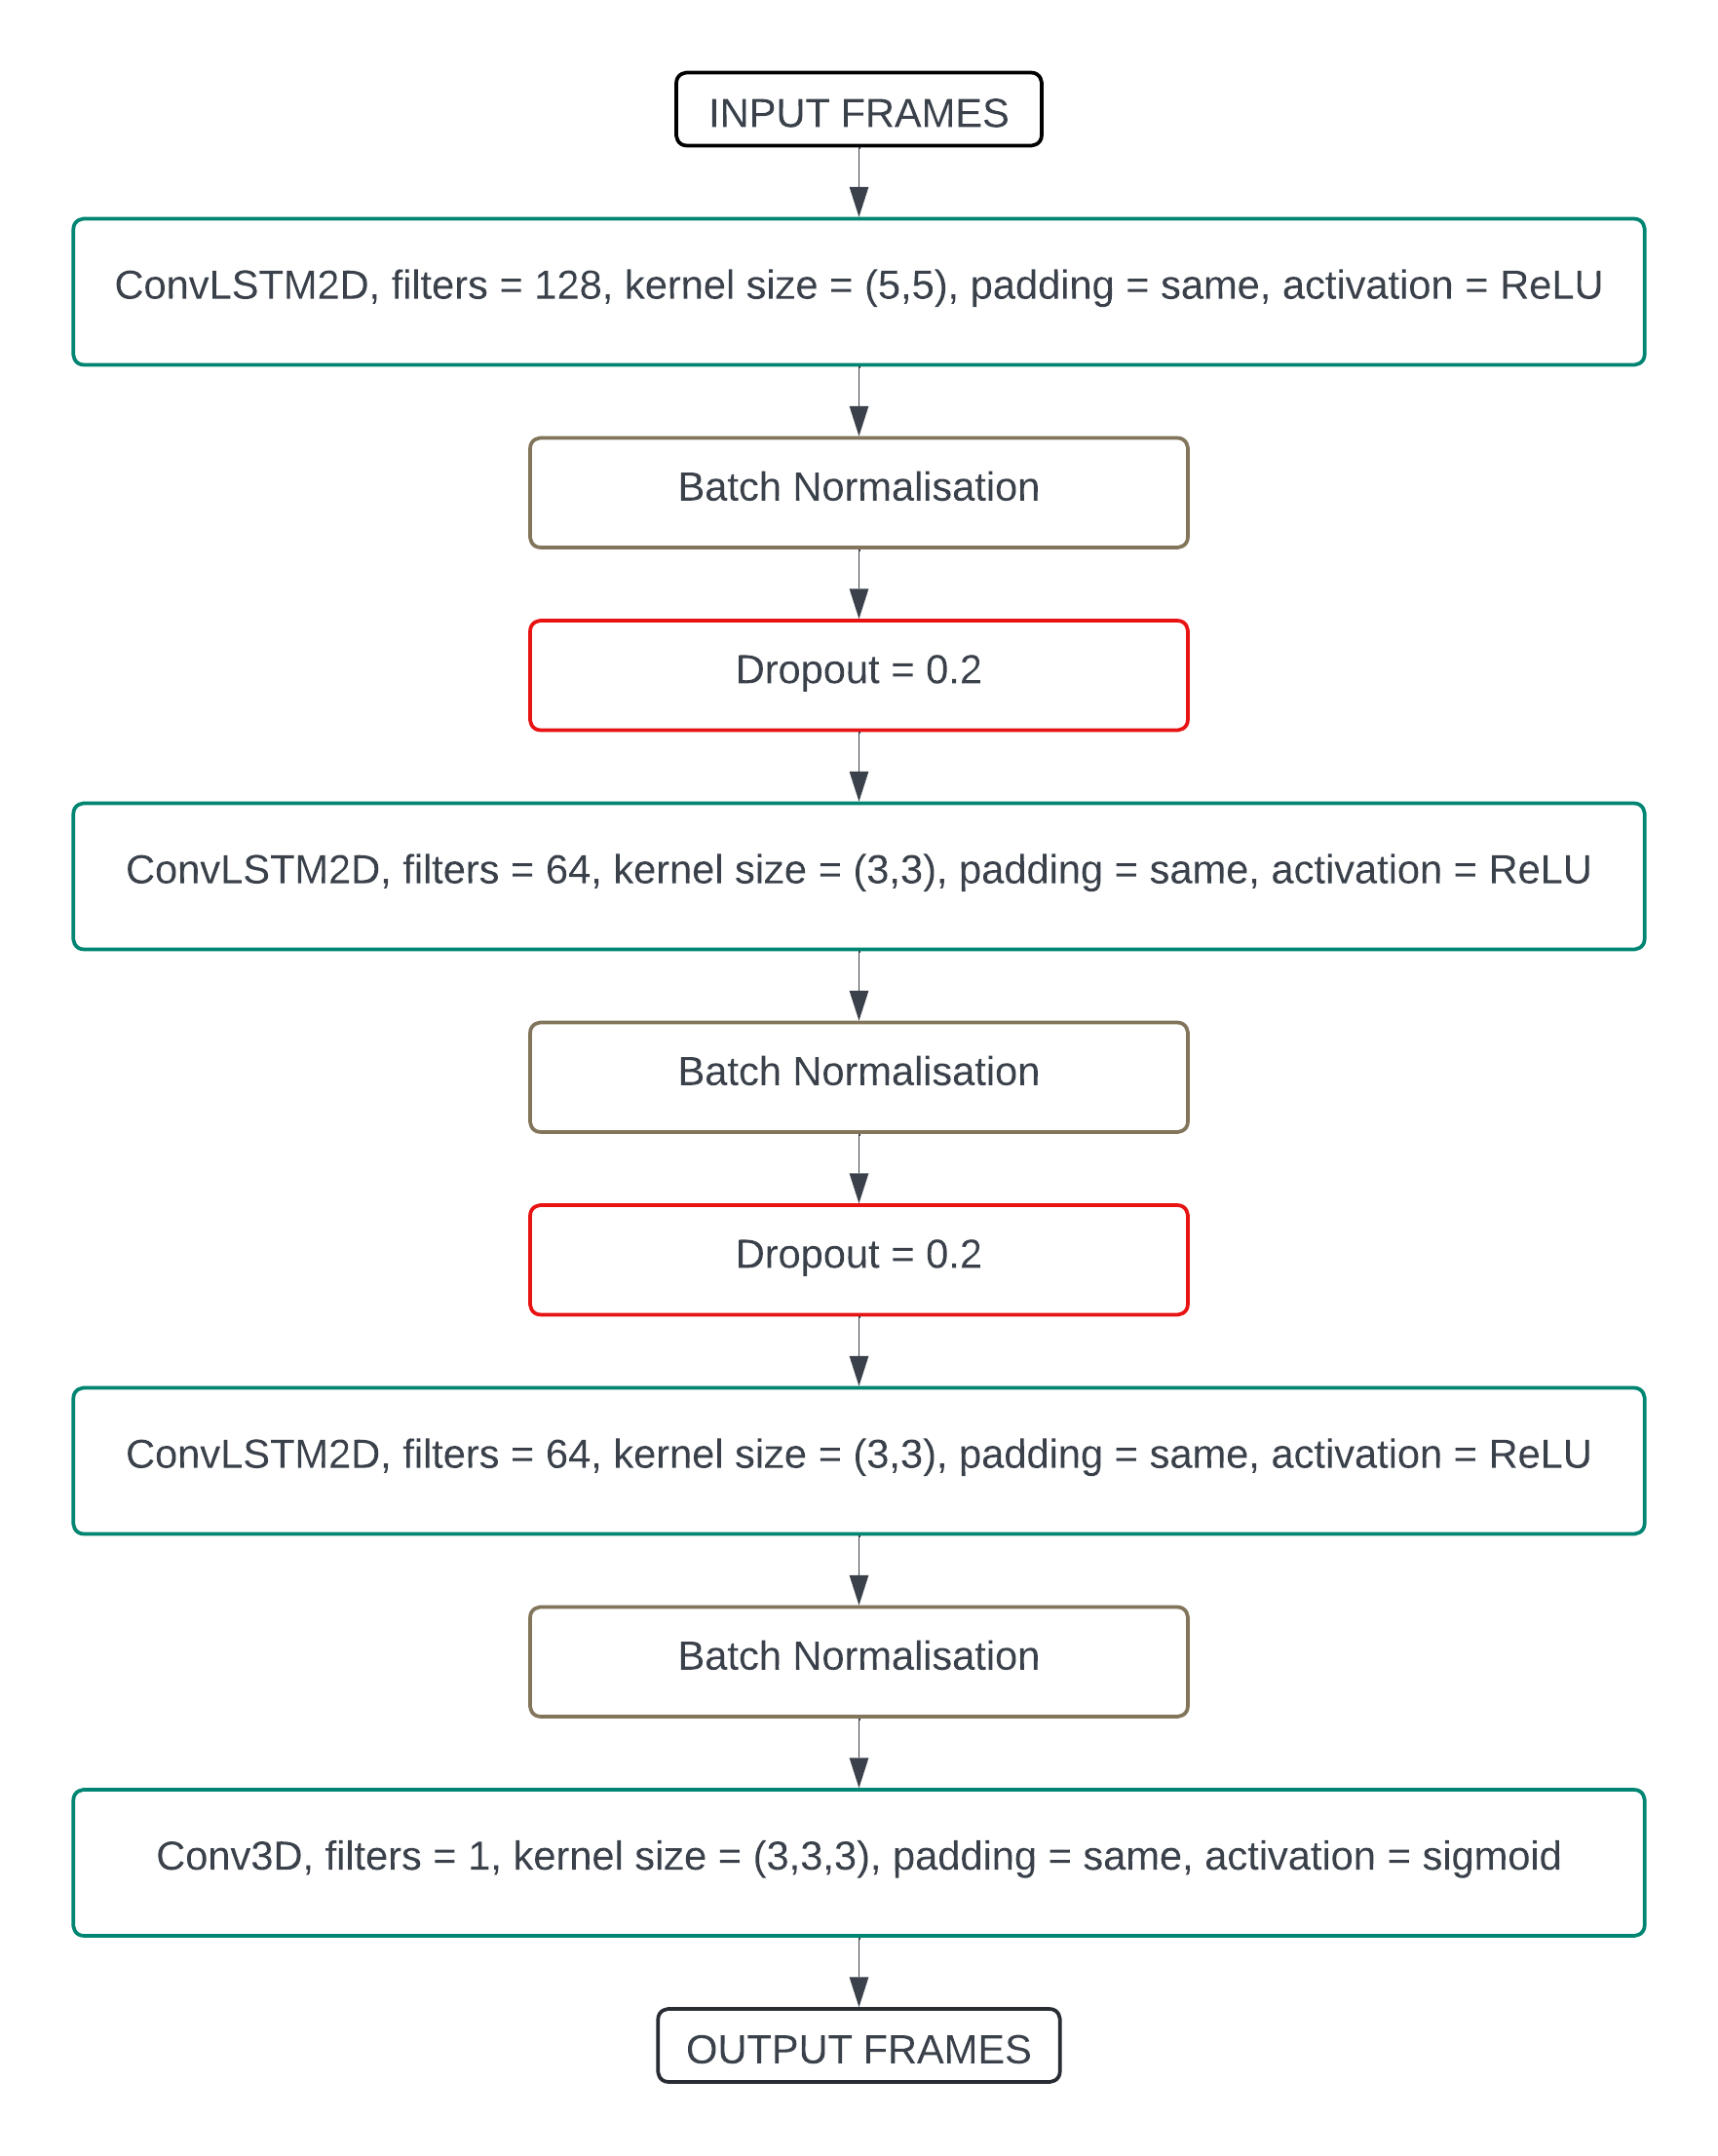 INPUT FRAMES
ConvLSTM2D, filters = 128, kernel size = (5,5), padding = same, activation = ReLU
Batch Normalisation
Dropout = 0.2
ConvLSTM2D, filters = 64, kernel size = (3,3), padding = same, activation = ReLU
Batch Normalisation
Dropout = 0.2
ConvLSTM2D, filters = 64, kernel size = (3,3), padding = same, activation = ReLU
Batch Normalisation
Conv3D, filters = 1, kernel size = (3,3,3), padding = same, activation = sigmoid
OUTPUT FRAMES